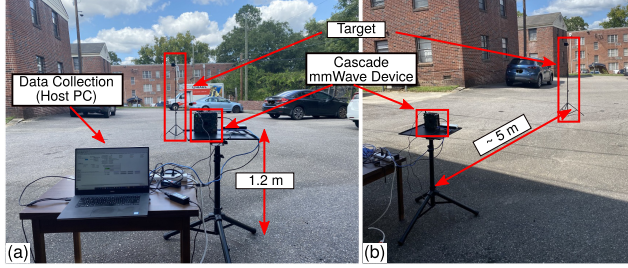 Target
Cascade
mmWave Device
Data Collection
(Host PC)
1.2 m
~ 5 m
(a)
(b)